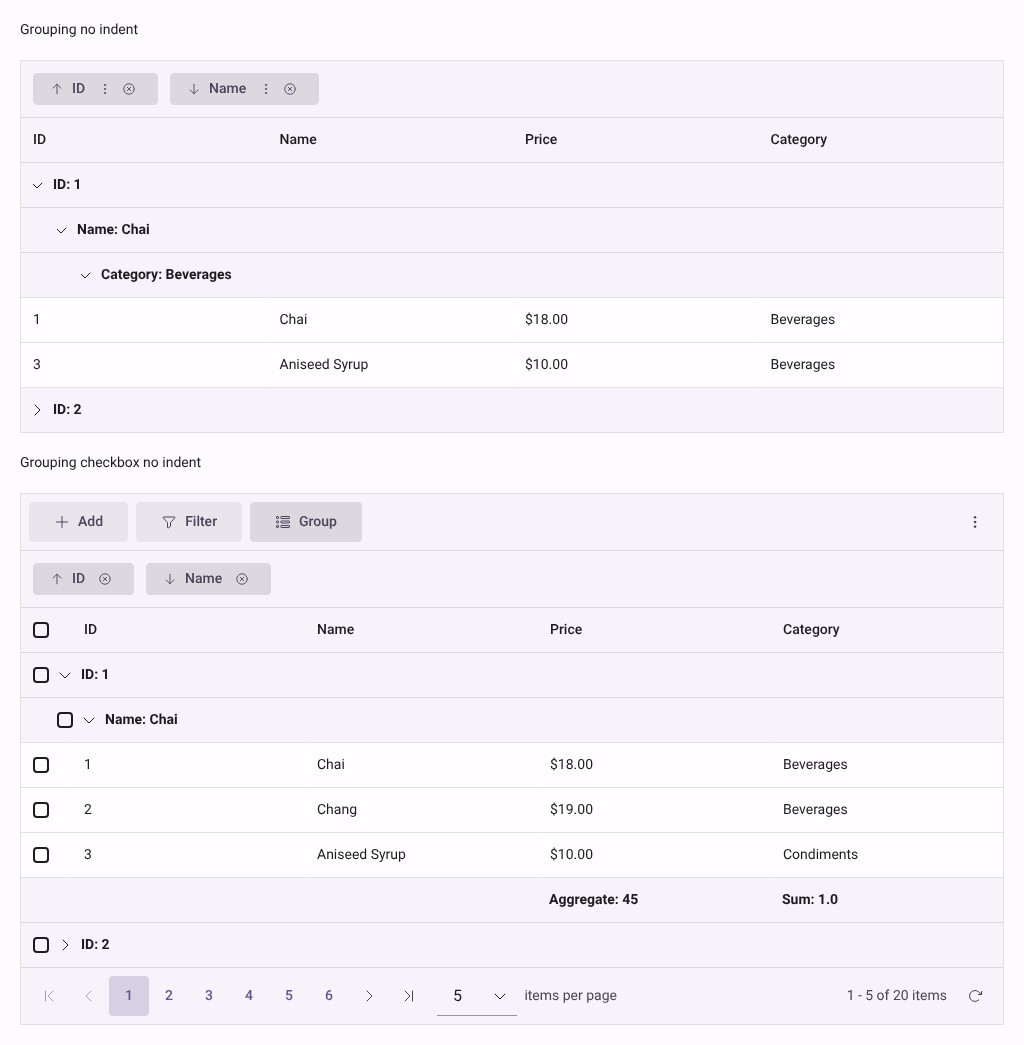 Grouping no indent
ID Name
ID Name Price Category
ID: 1
Name: Chai
Category: Beverages
1 Chai $18.00 Beverages
3 Aniseed Syrup $10.00 Beverages
ID: 2
Grouping checkbox no indent
Add Filter Group
ID Name
ID Name Price Category
ID: 1
Name: Chai
1 Chai $18.00 Beverages
2 Chang $19.00 Beverages
3 Aniseed Syrup $10.00 Condiments
Aggregate: 45 Sum: 1.0
ID: 2
1 2 3 4 5 6 5 items per page 1 - 5 of 20 items